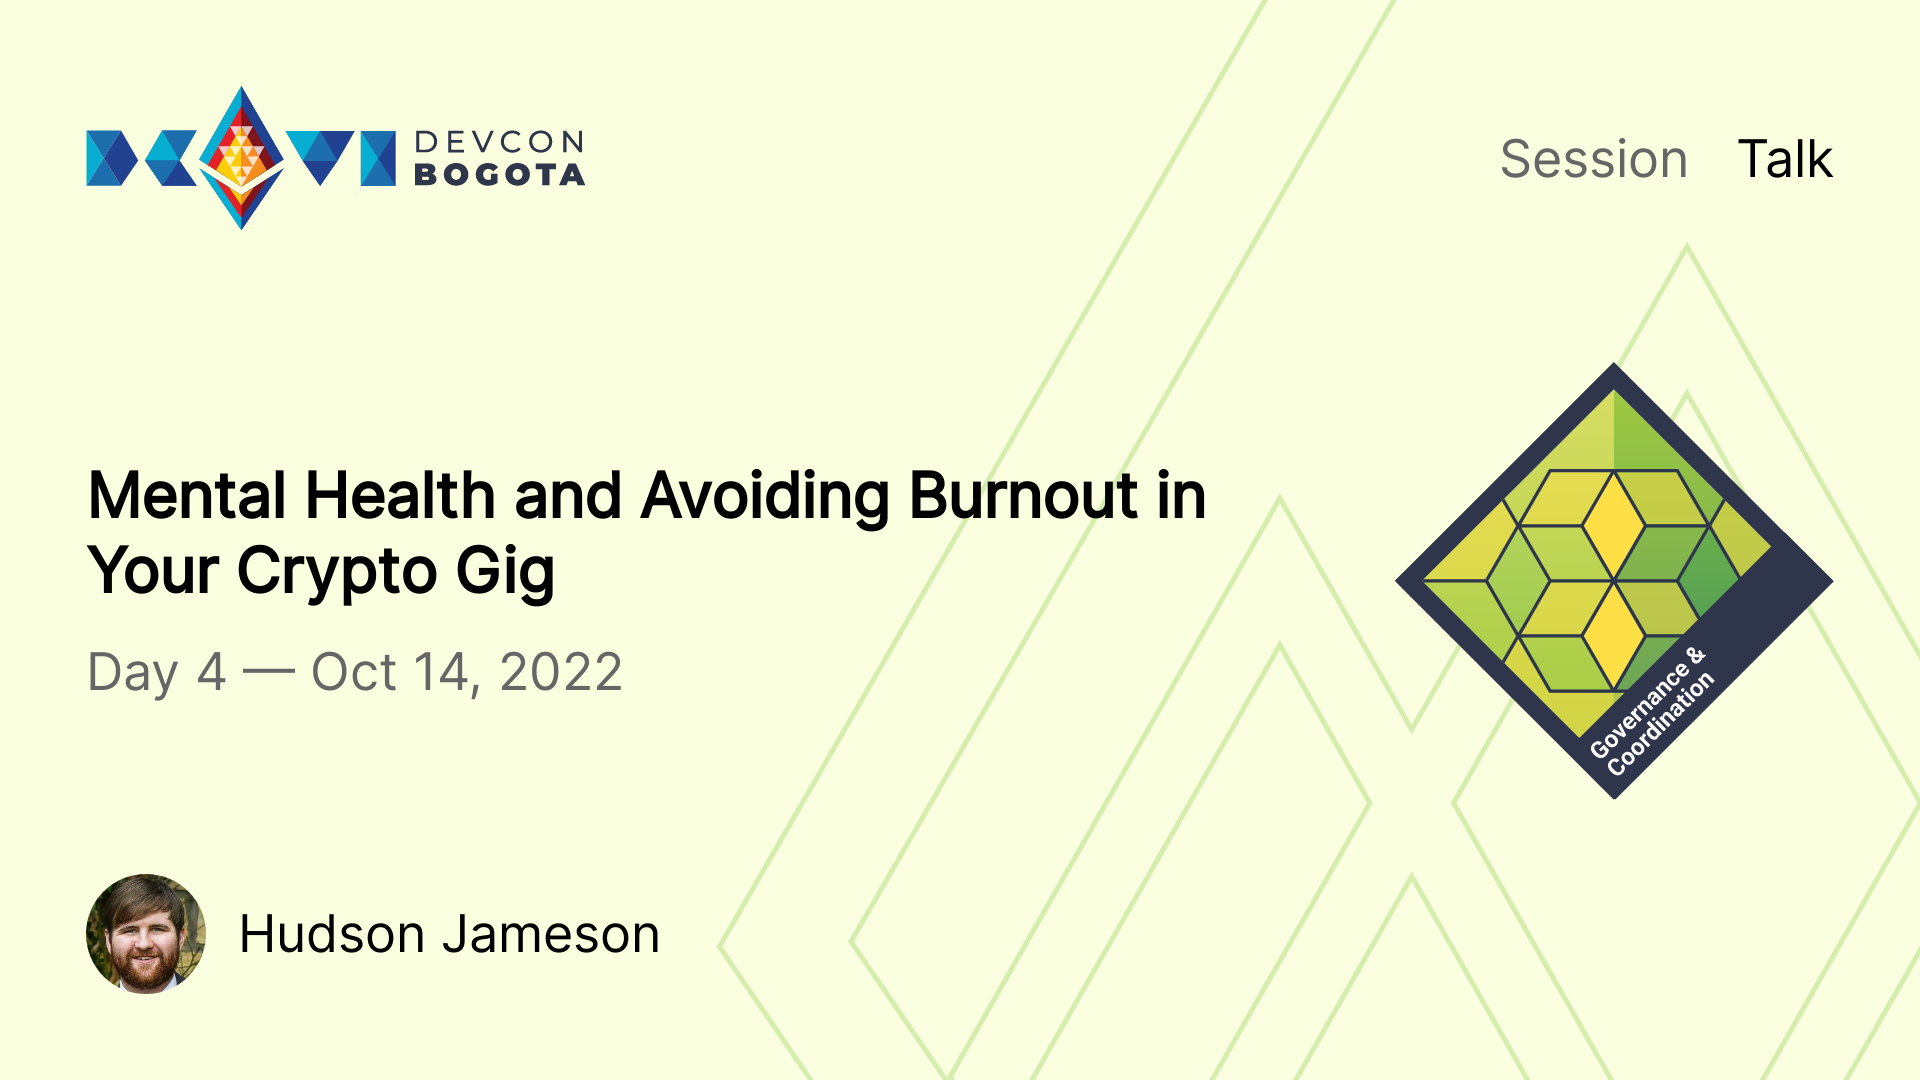 DEVCON
BOGOTA
Session Talk
Mental Health and Avoiding Burnout in
Your Crypto Gig
Day 4 — Oct 14, 2022
Governance &
Coordination
Hudson Jameson